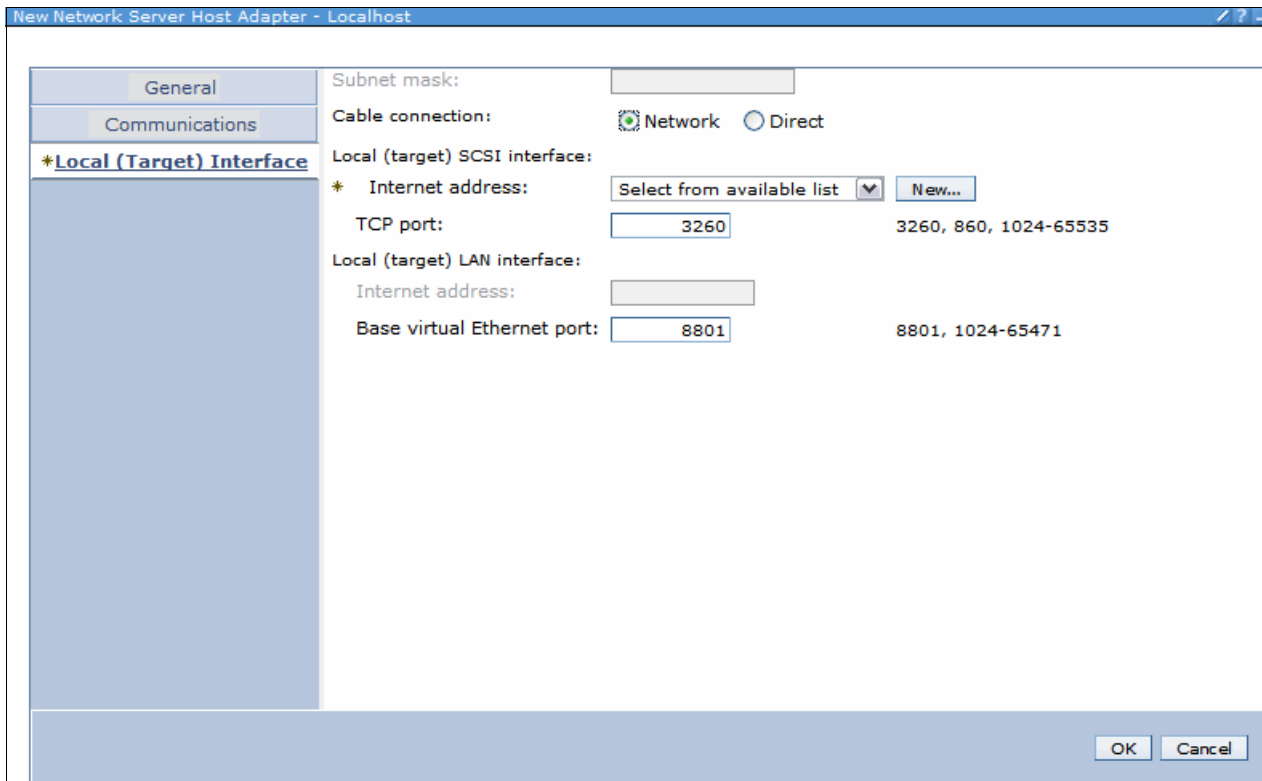 New Network Server Host Adapter - Localhost
General
Communications
*Local (Target) Interface
Subnet mask:
Cable connection: Network Direct
Local (target) SCSI interface:
* Internet address: Select from available list New...
TCP port: 3260 3260, 860, 1024-65535
Local (target) LAN interface:
Internet address:
Base virtual Ethernet port: 8801 8801, 1024-65471
OK Cancel